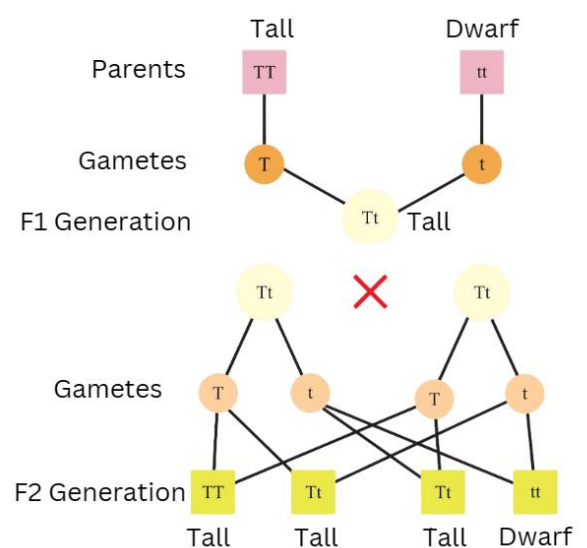 Tall Dwarf
Parents TT tt
Gametes T t
F1 Generation Tt Tall
Tt Tt
Gametes T t T t
F2 Generation TT Tt Tt tt
Tall Tall Tall Dwarf